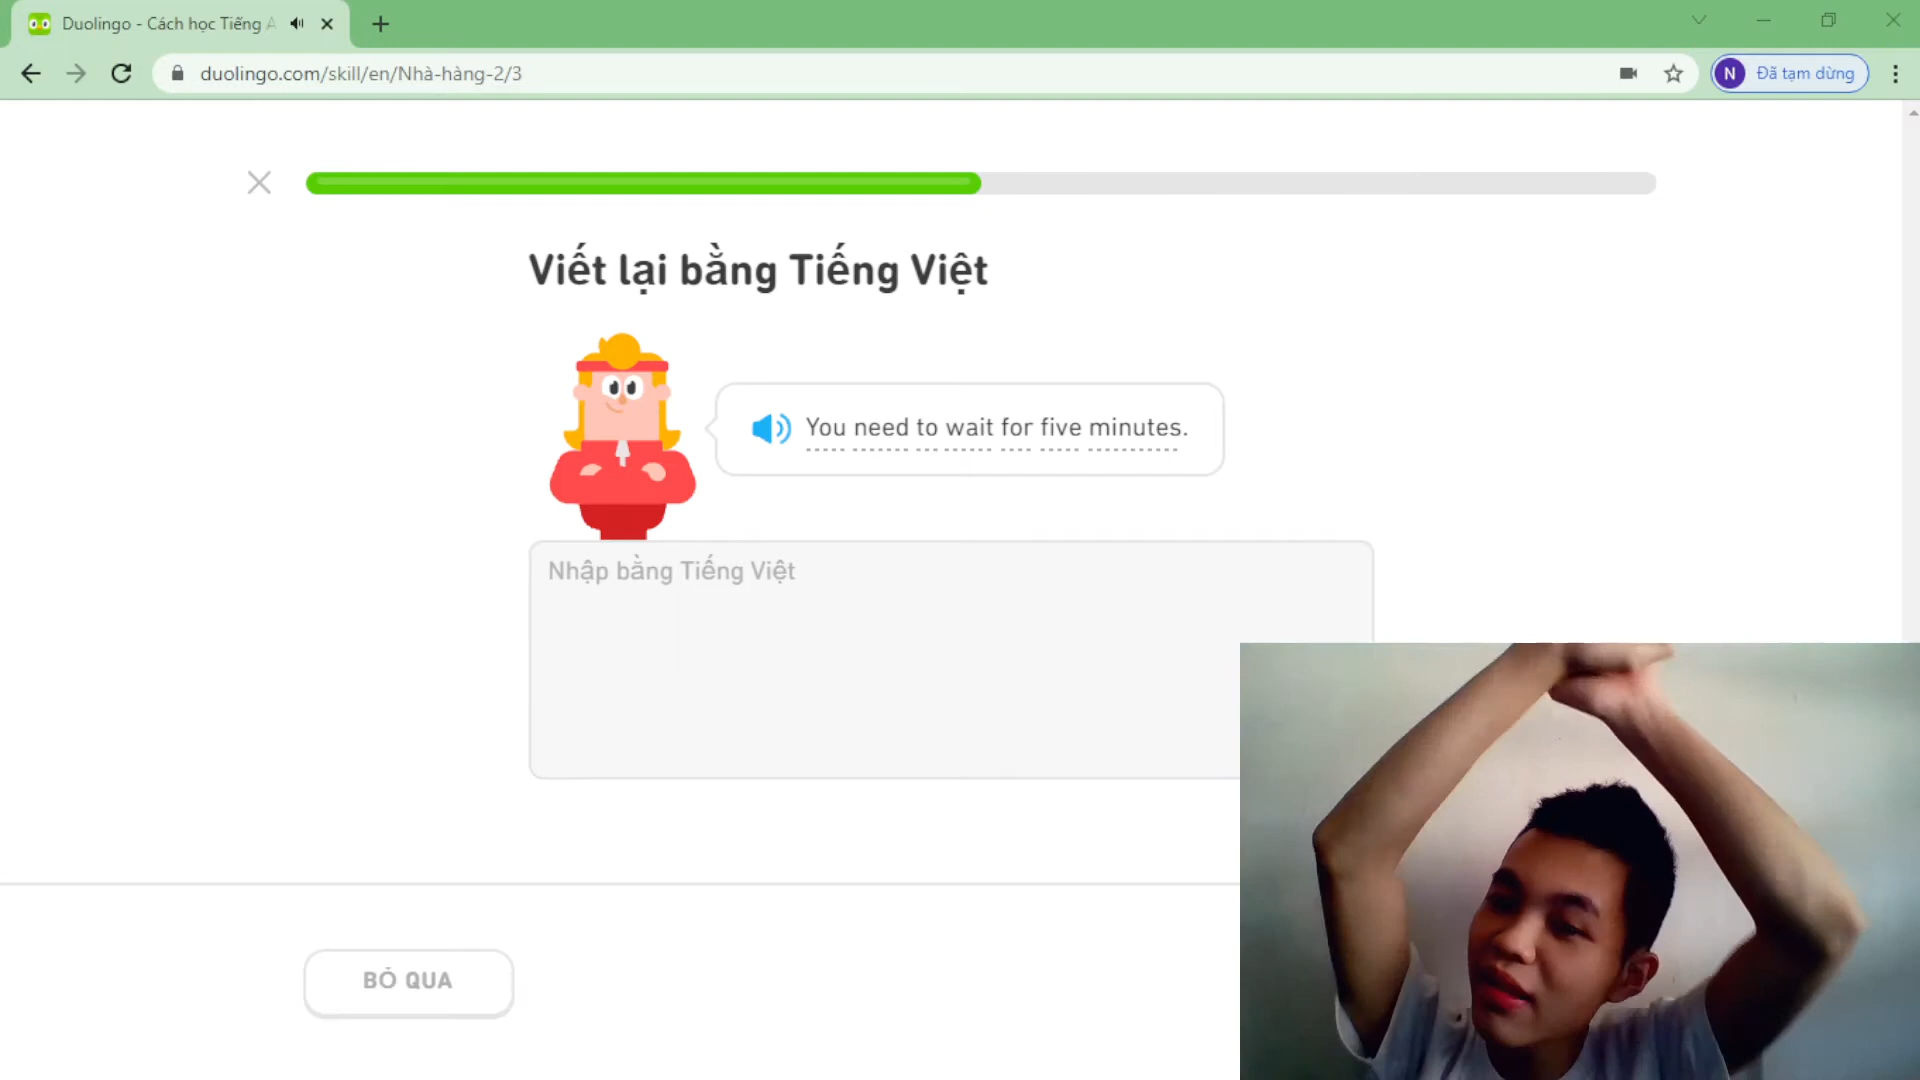 Duolingo - Cách học Tiếng A
duolingo.com/skill/en/Nhà-hàng-2/3
N Đã tạm dừng
Viết lại bằng Tiếng Việt
You need to wait for five minutes.
Nhập bằng Tiếng Việt
BỎ QUA